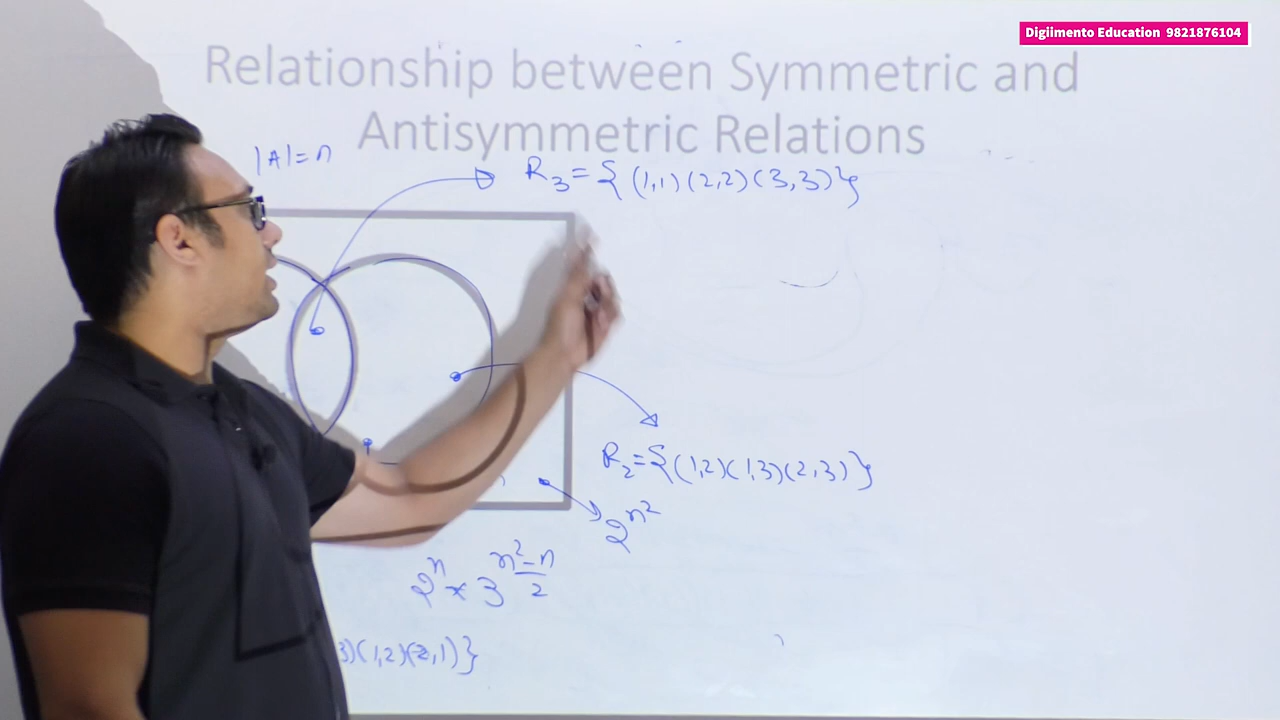 Digiimento Education 9821876104
Relationship between Symmetric and
Antisymmetric Relations
|A|=n
R₃={(1,1)(2,2)(3,3)}
R₂={(1,2)(1,3)(2,3)}
2^n²
2^n × 3^(n²-n)/2
3)(1,2)(2,1)}